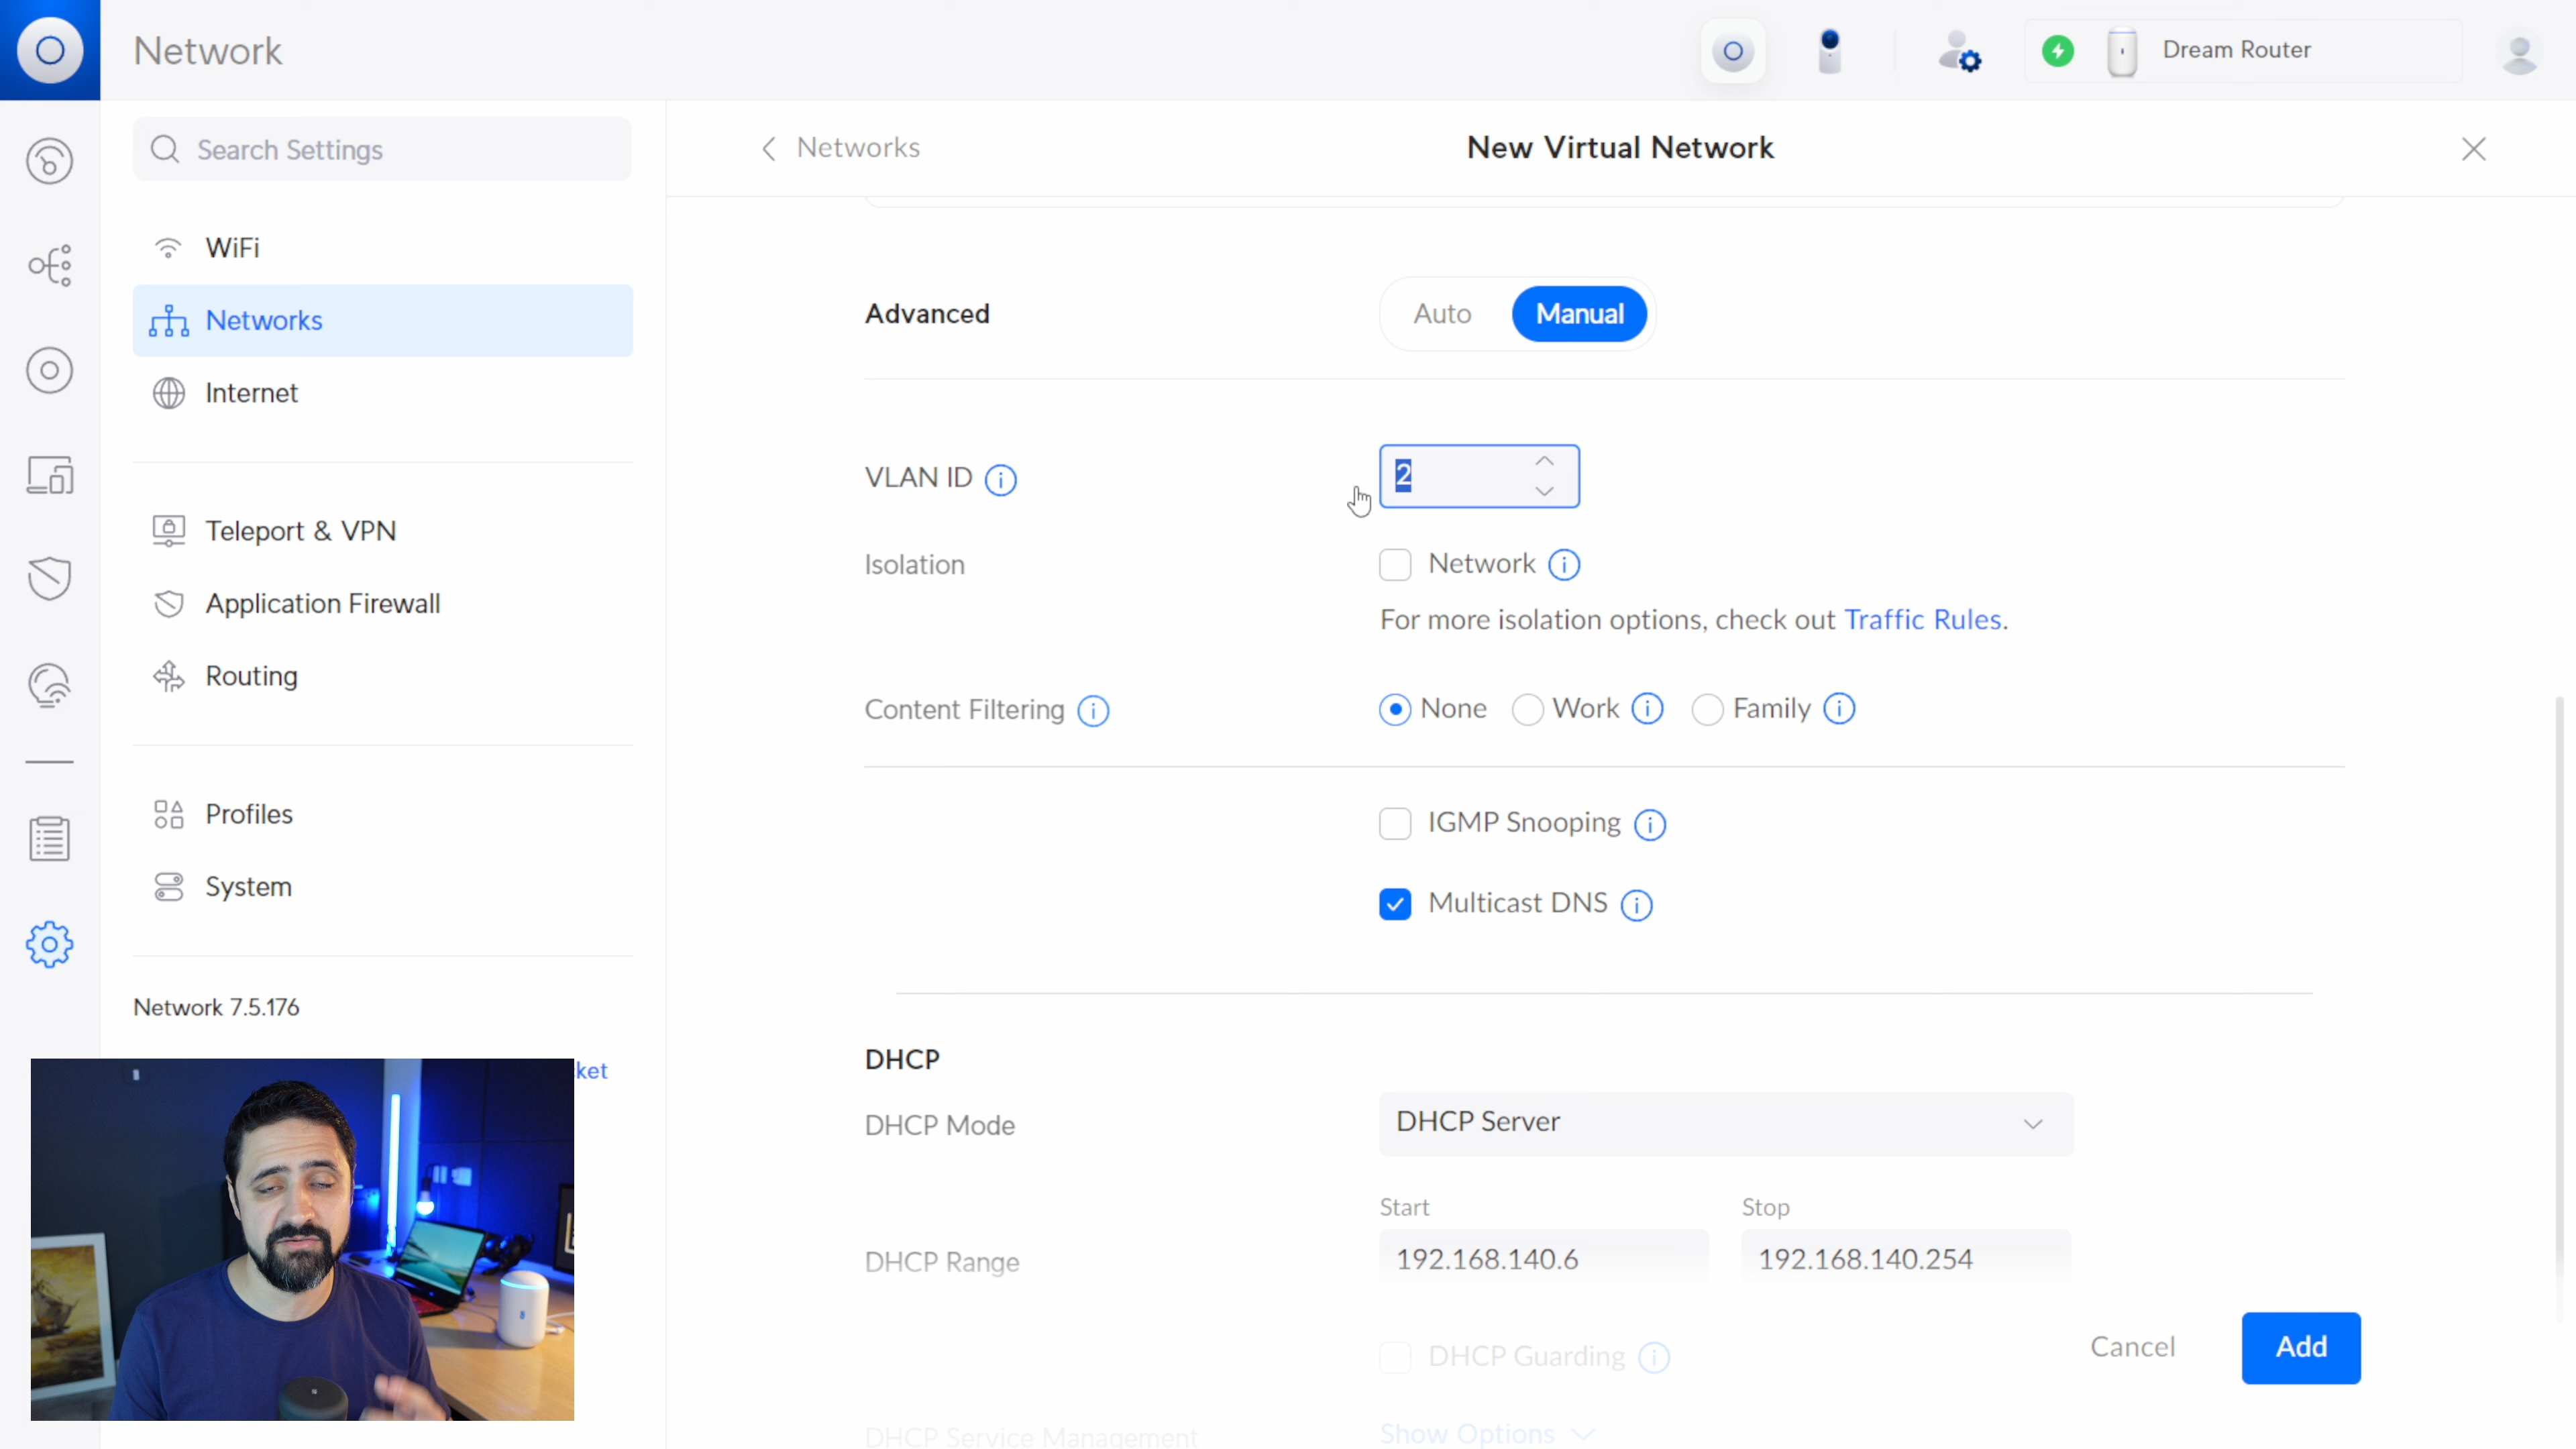 Network
Dream Router
Search Settings
WiFi
Networks
Internet
Teleport & VPN
Application Firewall
Routing
Profiles
System
Network 7.5.176
ket
Networks
New Virtual Network
Advanced
Auto
Manual
VLAN ID
2
Isolation
Network
For more isolation options, check out Traffic Rules.
Content Filtering
None
Work
Family
IGMP Snooping
Multicast DNS
DHCP
DHCP Mode
DHCP Server
Start
Stop
DHCP Range
192.168.140.6
192.168.140.254
DHCP Guarding
Cancel
Add
DHCP Service Management
Show Options